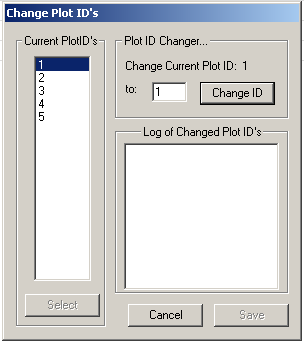 Change Plot ID's
Current PlotID's
1
2
3
4
5
Select
Plot ID Changer...
Change Current Plot ID: 1
to: 1 Change ID
Log of Changed Plot ID's
Cancel Save